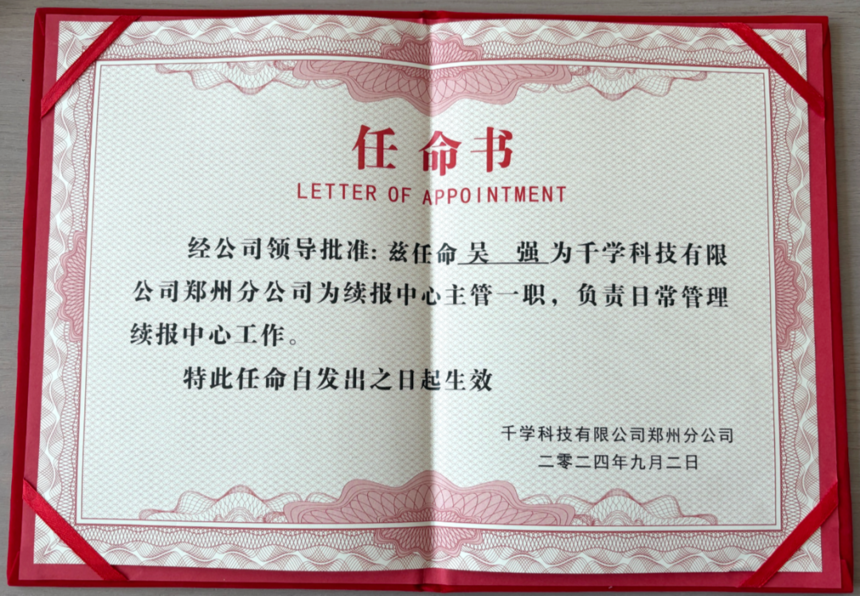 任命书
LETTER OF APPOINTMENT
经公司领导批准: 兹任命 吴 强 为千学科技有限
公司郑州分公司为续报中心主管一职，负责日常管理
续报中心工作。
特此任命自发出之日起生效
千学科技有限公司郑州分公司
二零二四年九月二日